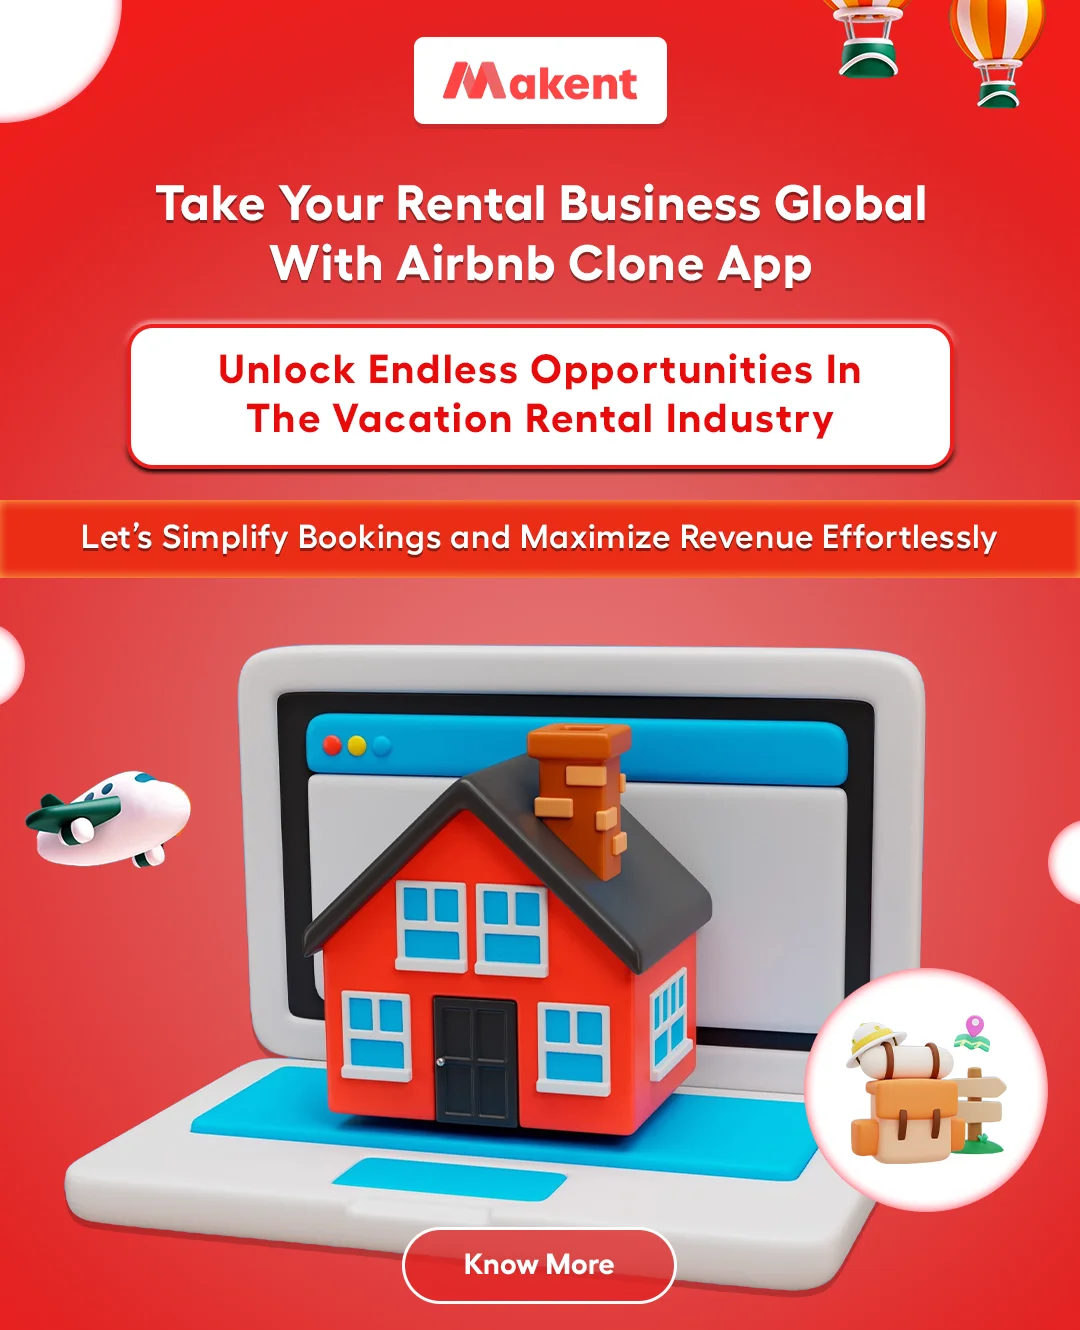 Makent
Take Your Rental Business Global
With Airbnb Clone App
Unlock Endless Opportunities In
The Vacation Rental Industry
Let’s Simplify Bookings and Maximize Revenue Effortlessly
Know More